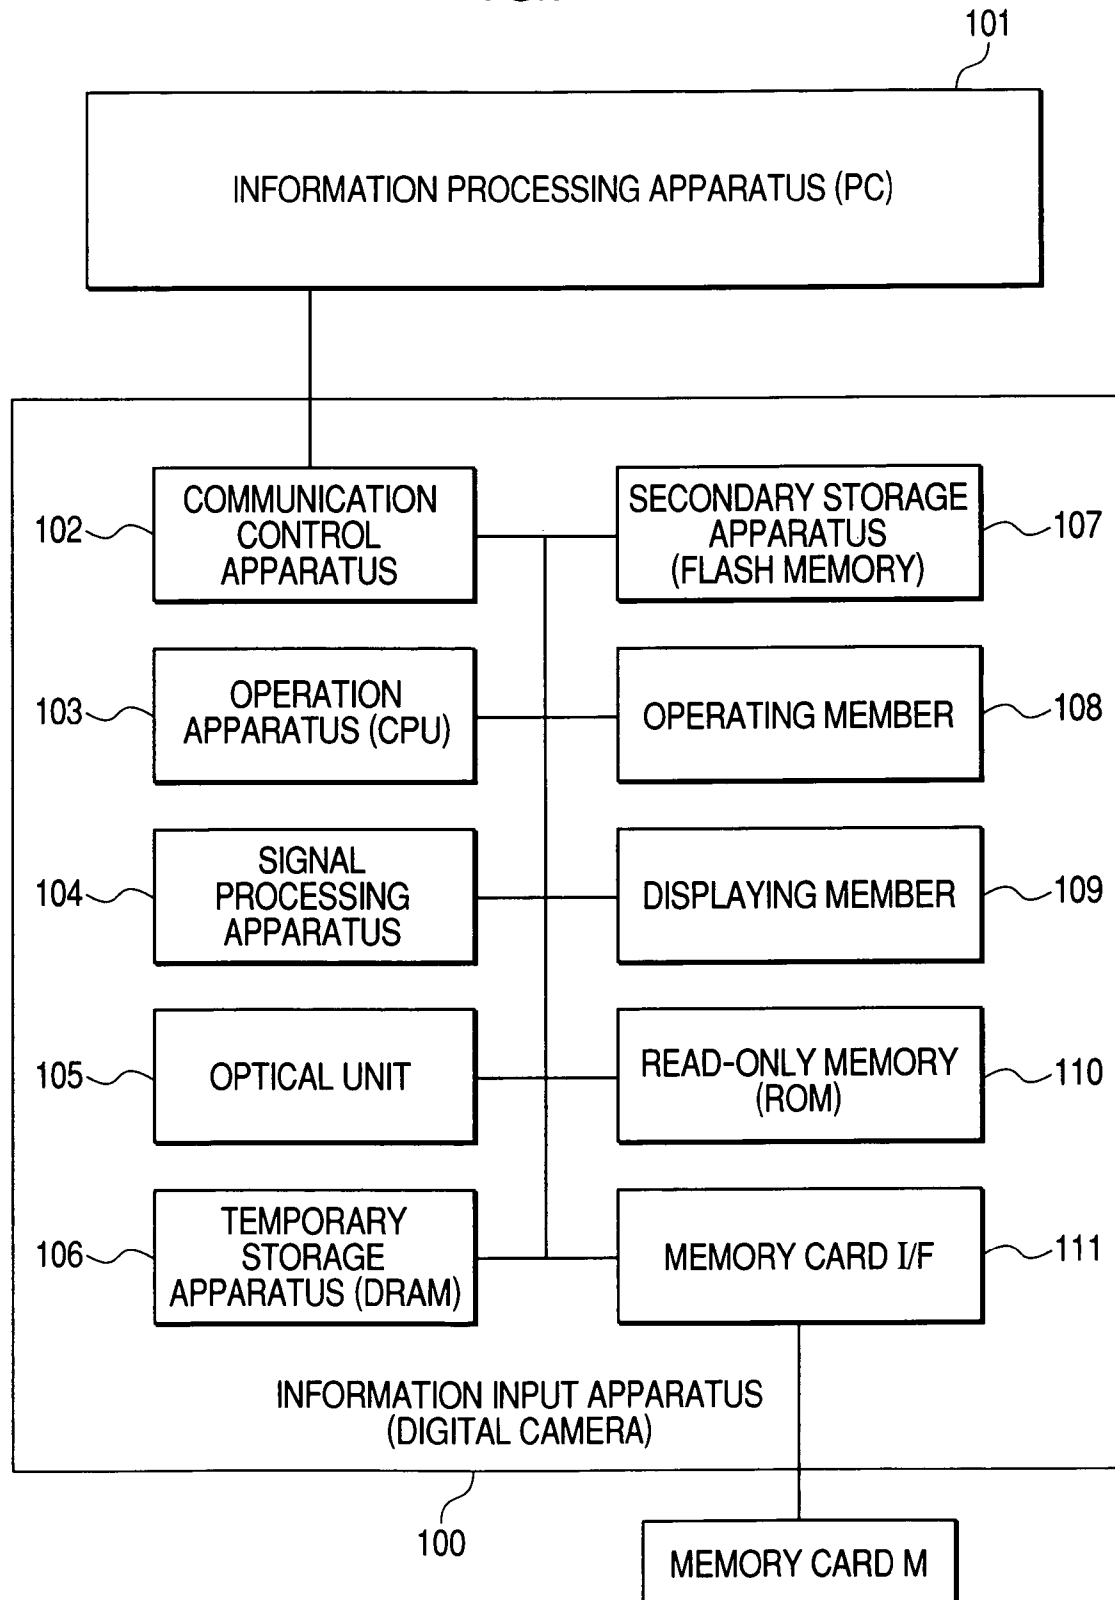 101
INFORMATION PROCESSING APPARATUS (PC)
102
COMMUNICATION
CONTROL
APPARATUS
SECONDARY STORAGE
APPARATUS
(FLASH MEMORY)
107
103
OPERATION
APPARATUS (CPU)
OPERATING MEMBER
108
104
SIGNAL
PROCESSING
APPARATUS
DISPLAYING MEMBER
109
105
OPTICAL UNIT
READ-ONLY MEMORY
(ROM)
110
106
TEMPORARY
STORAGE
APPARATUS (DRAM)
MEMORY CARD I/F
111
INFORMATION INPUT APPARATUS
(DIGITAL CAMERA)
100
MEMORY CARD M